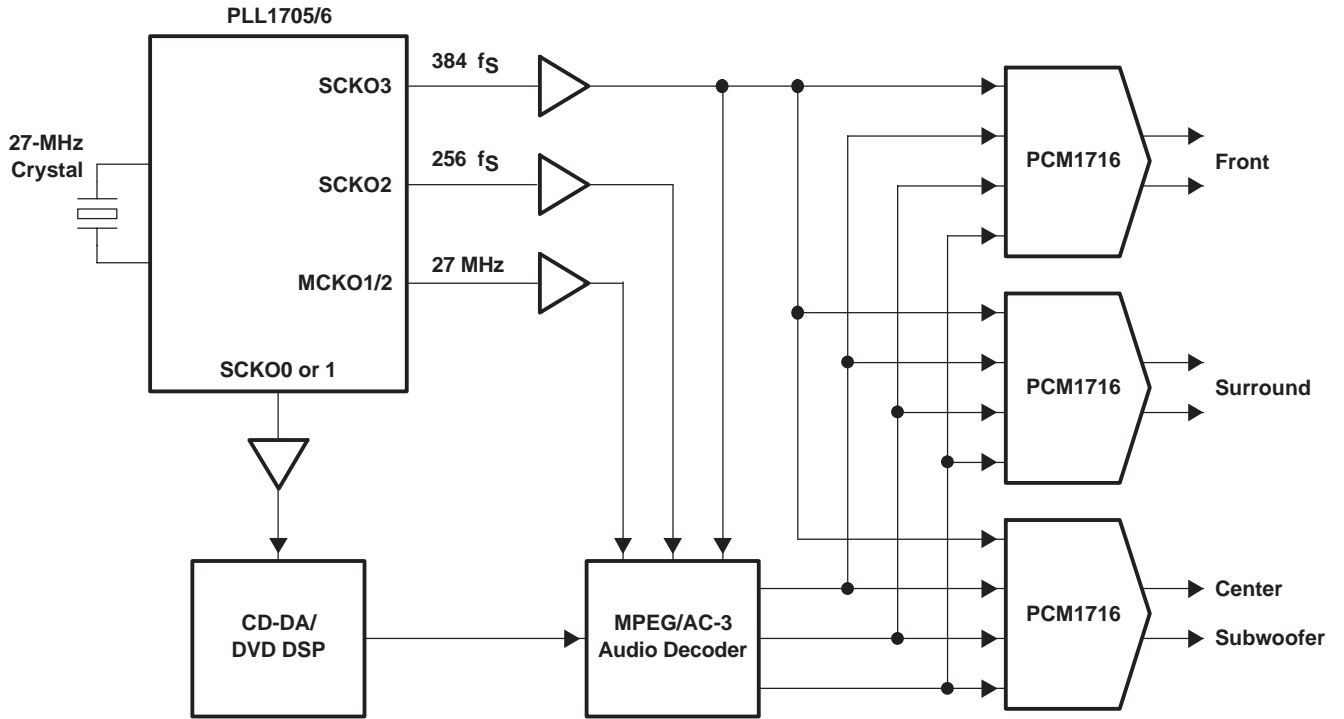 PLL1705/6
27-MHz
Crystal
SCKO3
384 fS
SCKO2
256 fS
MCKO1/2
27 MHz
SCKO0 or 1
PCM1716
Front
PCM1716
Surround
CD-DA/
DVD DSP
MPEG/AC-3
Audio Decoder
PCM1716
Center
Subwoofer